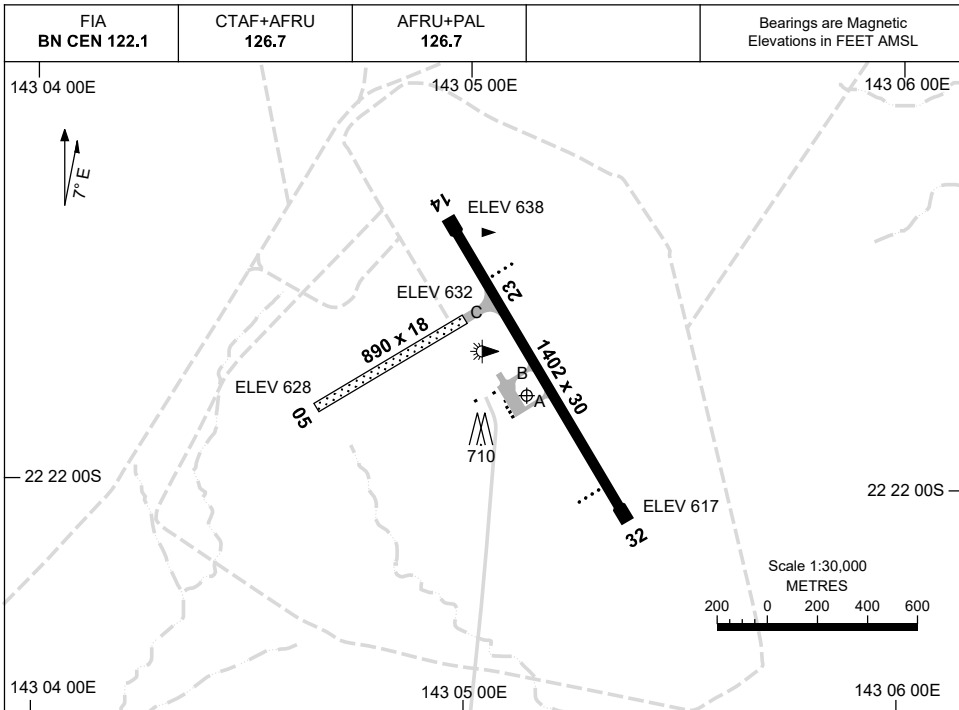 FIA
BN CEN 122.1
CTAF+AFRU
126.7
AFRU+PAL
126.7
Bearings are Magnetic
Elevations in FEET AMSL
143 04 00E
143 05 00E
143 06 00E
7° E
14
ELEV 638
ELEV 632
23
C
890 x 18
1402 x 30
B
ELEV 628
A
05
710
22 22 00S
22 22 00S
ELEV 617
32
Scale 1:30,000
METRES
200 0 200 400 600
143 04 00E
143 05 00E
143 06 00E